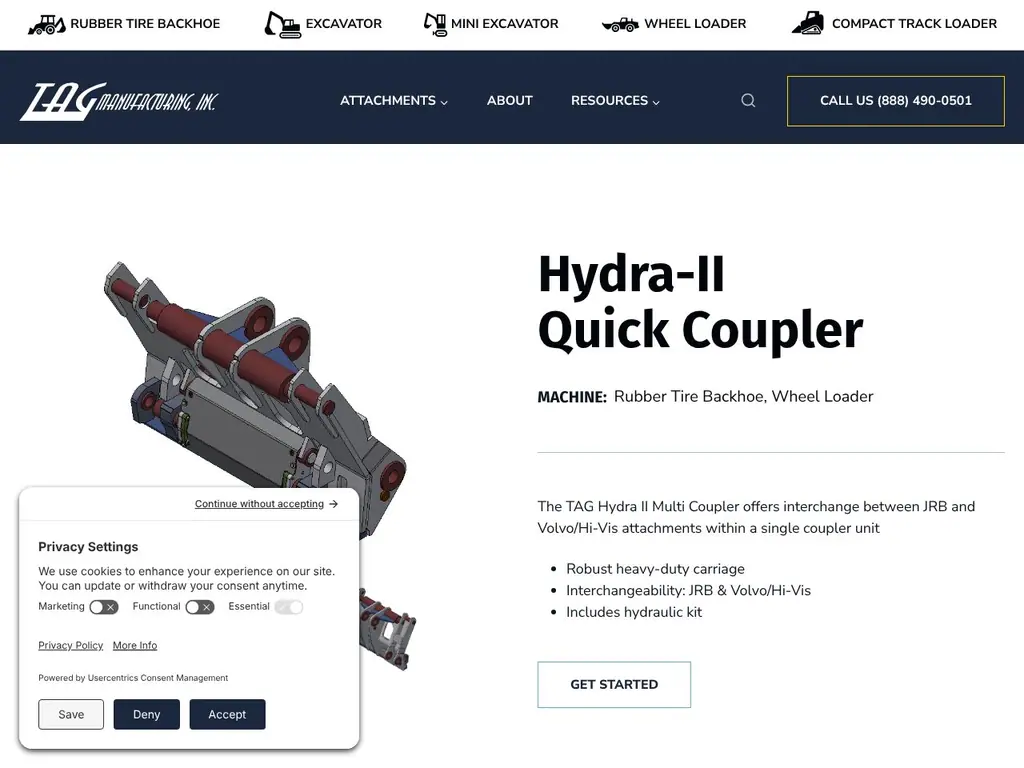 RUBBER TIRE BACKHOE EXCAVATOR MINI EXCAVATOR WHEEL LOADER COMPACT TRACK LOADER
TAG MANUFACTURING, INC. ATTACHMENTS ABOUT RESOURCES CALL US (888) 490-0501
Hydra-II
Quick Coupler
MACHINE: Rubber Tire Backhoe, Wheel Loader
The TAG Hydra II Multi Coupler offers interchange between JRB and
Volvo/Hi-Vis attachments within a single coupler unit
• Robust heavy-duty carriage
• Interchangeability: JRB & Volvo/Hi-Vis
• Includes hydraulic kit
GET STARTED
Continue without accepting →
Privacy Settings
We use cookies to enhance your experience on our site.
You can update or withdraw your consent anytime.
Marketing Functional Essential
Privacy Policy More Info
Powered by Usercentrics Consent Management
Save Deny Accept